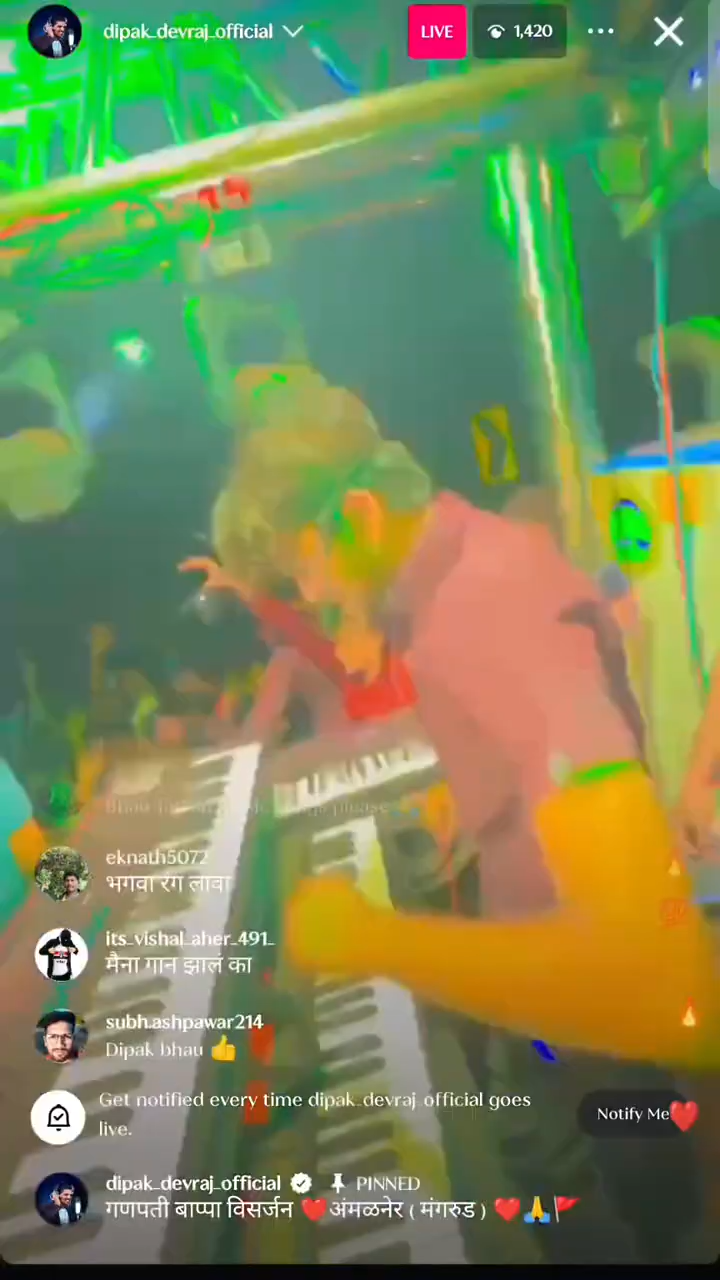 dipak_devraj_official
LIVE
1,420
please
eknath5072
भगवा रंग लावा
its_vishal_aher_491_
मैना गान झालं का
subh.ashpawar214
Dipak bhau 👍
Get notified every time dipak_devraj_official goes
live.
Notify Me
dipak_devraj_official PINNED
गणपती बाप्पा विसर्जन ❤️अंमळनेर ( मंगरुड ) ❤️🙏🚩